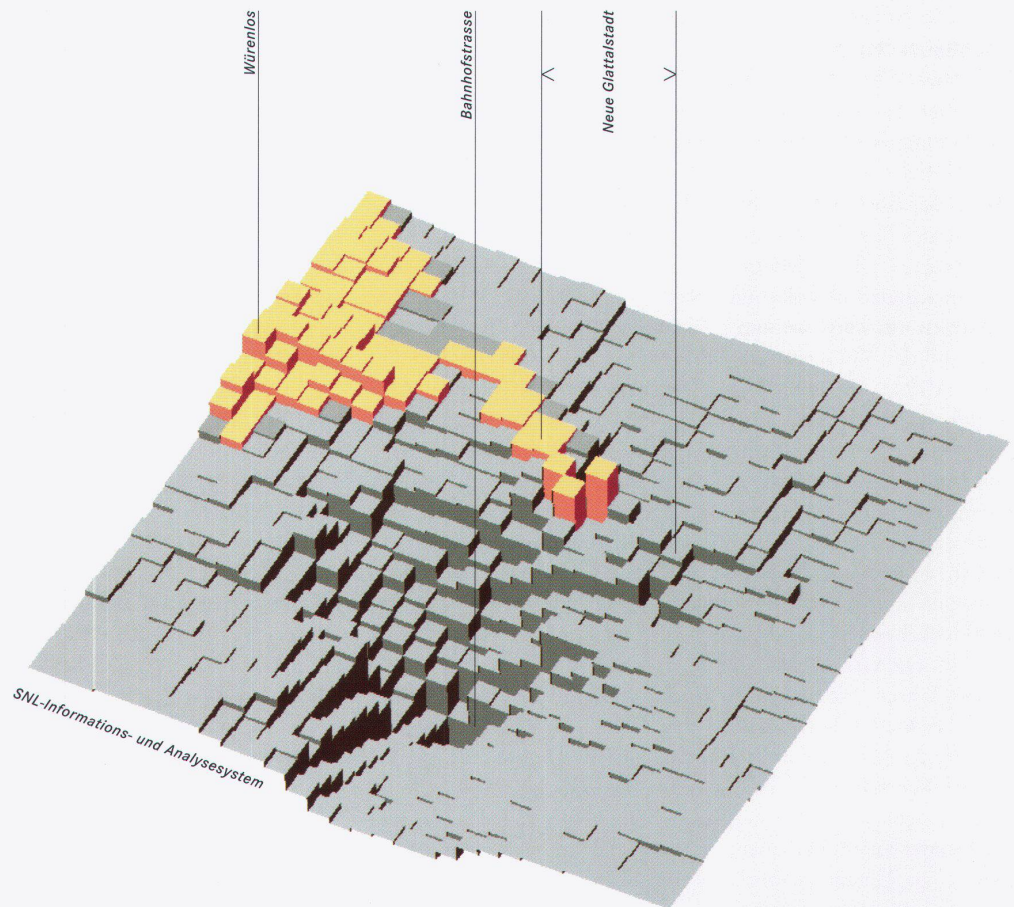 Würenlos
Bahnhofstrasse
Neue Glattalstadt
SNL-Informations- und Analysesystem